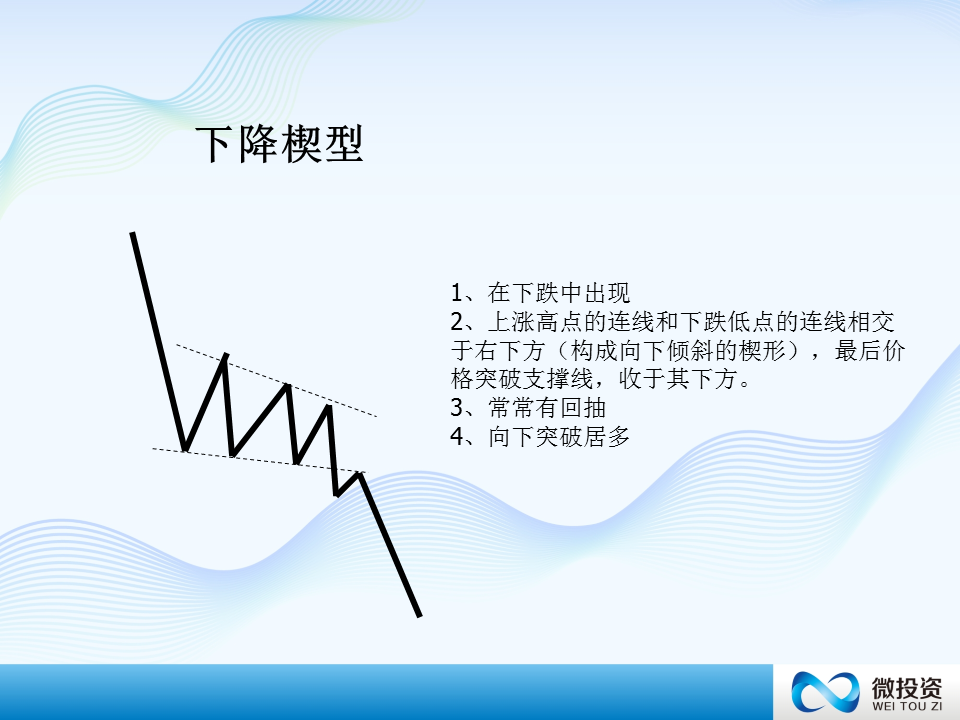 下降楔型
1、在下跌中出现
2、上涨高点的连线和下跌低点的连线相交
于右下方（构成向下倾斜的楔形），最后价
格突破支撑线，收于其下方。
3、常常有回抽
4、向下突破居多
微投资
WEI TOU ZI